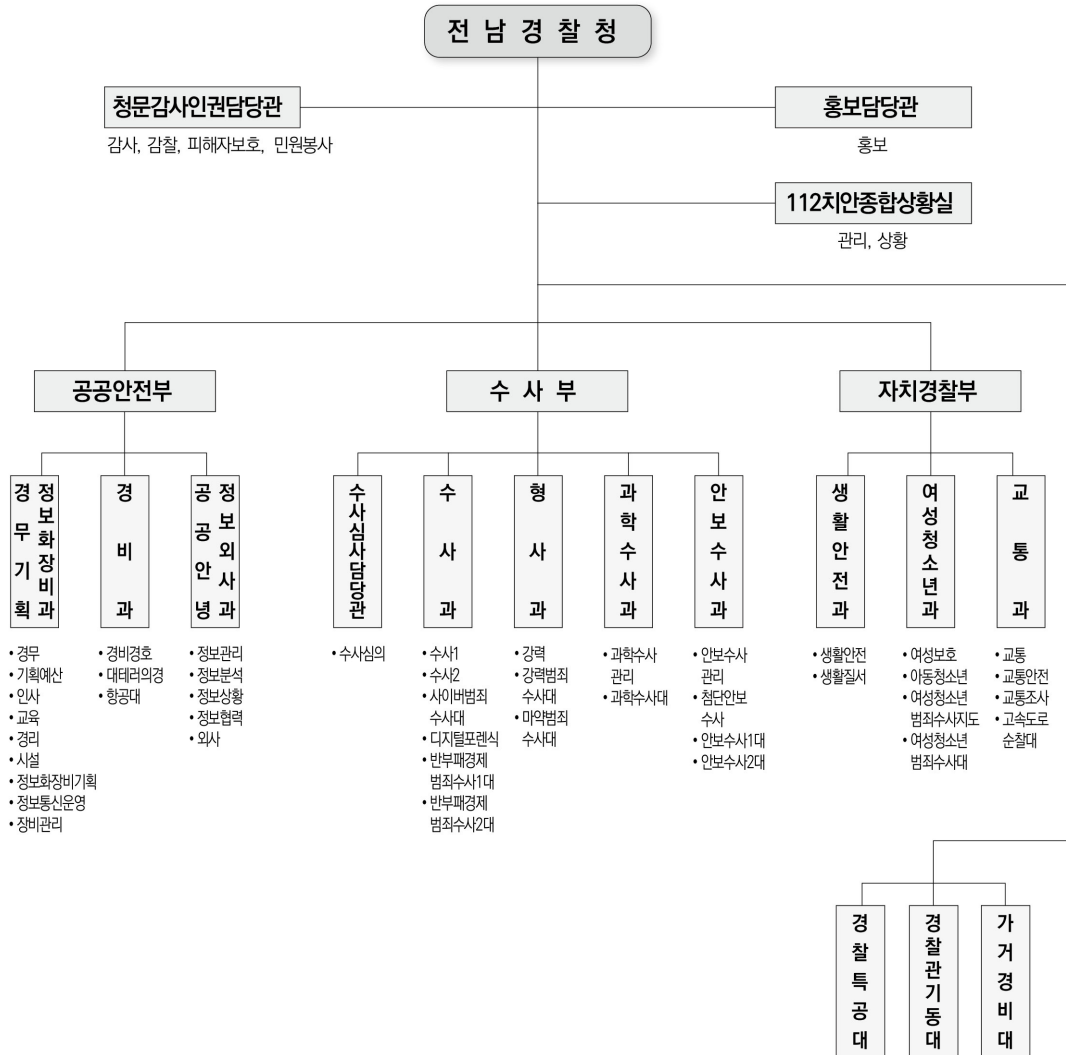 전 남 경 찰 청
청문감사인권담당관
감사, 감찰, 피해자보호, 민원봉사
홍보담당관
홍보
112치안종합상황실
관리, 상황
공공안전부
수 사 부
자치경찰부
경무기획
정보화장비과
경비과
공공안녕
정보외사과
수사심사담당관
수사과
형사과
과학수사과
안보수사과
생활안전과
여성청소년과
교통과
• 경무
• 기획예산
• 인사
• 교육
• 경리
• 시설
• 정보화장비기획
• 정보통신운영
• 장비관리
• 경비경호
• 대테러의경
• 항공대
• 정보관리
• 정보분석
• 정보상황
• 정보협력
• 외사
• 수사심의
• 수사1
• 수사2
• 사이버범죄
수사대
• 디지털포렌식
• 반부패경제
범죄수사1대
• 반부패경제
범죄수사2대
• 강력
• 강력범죄
수사대
• 마약범죄
수사대
• 과학수사
관리
• 과학수사대
• 안보수사
관리
• 첨단안보
수사
• 안보수사1대
• 안보수사2대
• 생활안전
• 생활질서
• 여성보호
• 아동청소년
• 여성청소년
범죄수사지도
• 여성청소년
범죄수사대
• 교통
• 교통안전
• 교통조사
• 고속도로
순찰대
경찰특공대
경찰관기동대
가거경비대